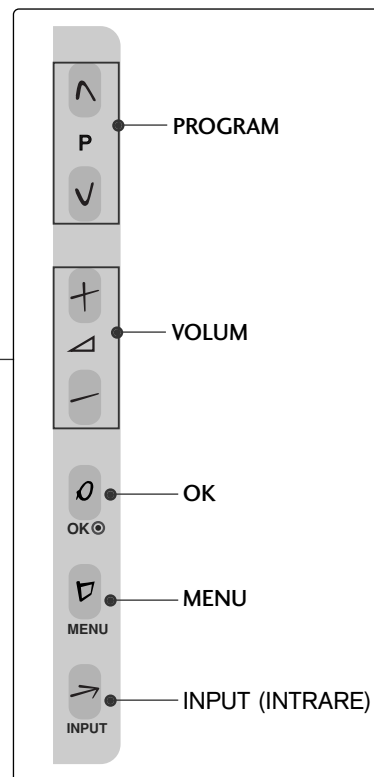 P
PROGRAM
VOLUM
OK
OK
MENU
MENU
INPUT
INPUT (INTRARE)